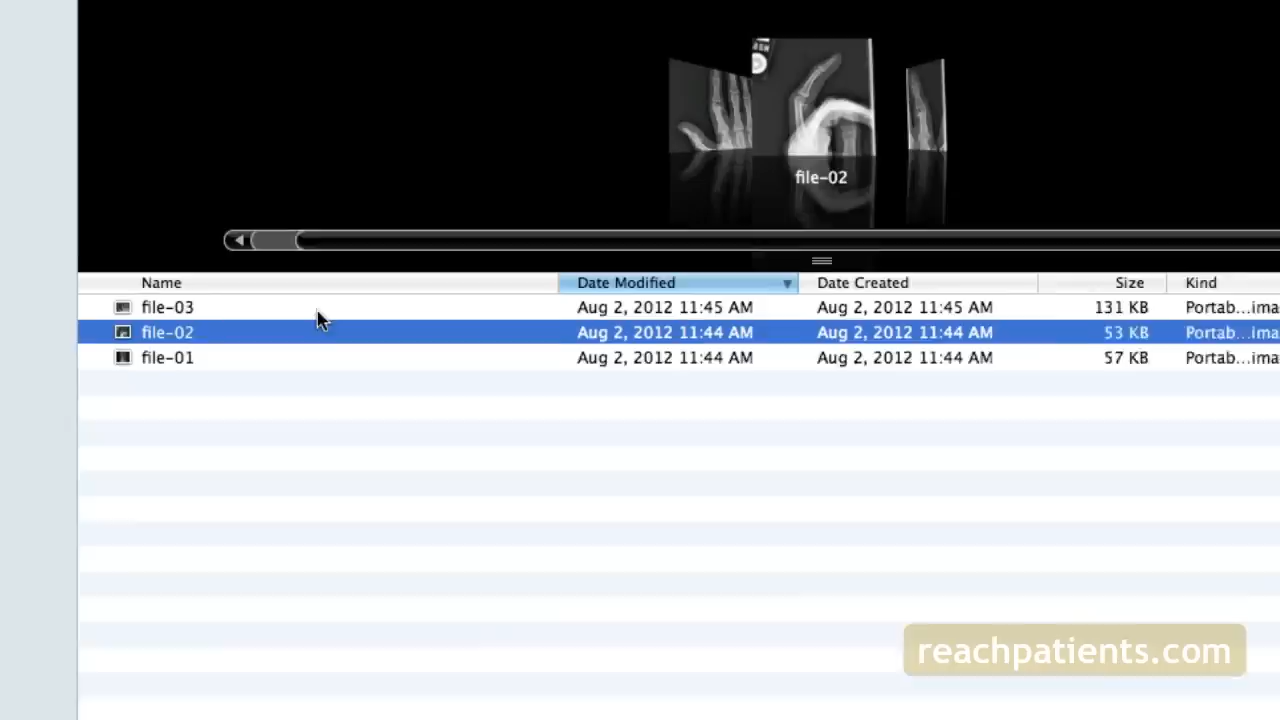 file-02
Name Date Modified Date Created Size Kind
file-03 Aug 2, 2012 11:45 AM Aug 2, 2012 11:45 AM 131 KB Portab...ima
file-02 Aug 2, 2012 11:44 AM Aug 2, 2012 11:44 AM 53 KB Portab...ima
file-01 Aug 2, 2012 11:44 AM Aug 2, 2012 11:44 AM 57 KB Portab...ima
reachpatients.com